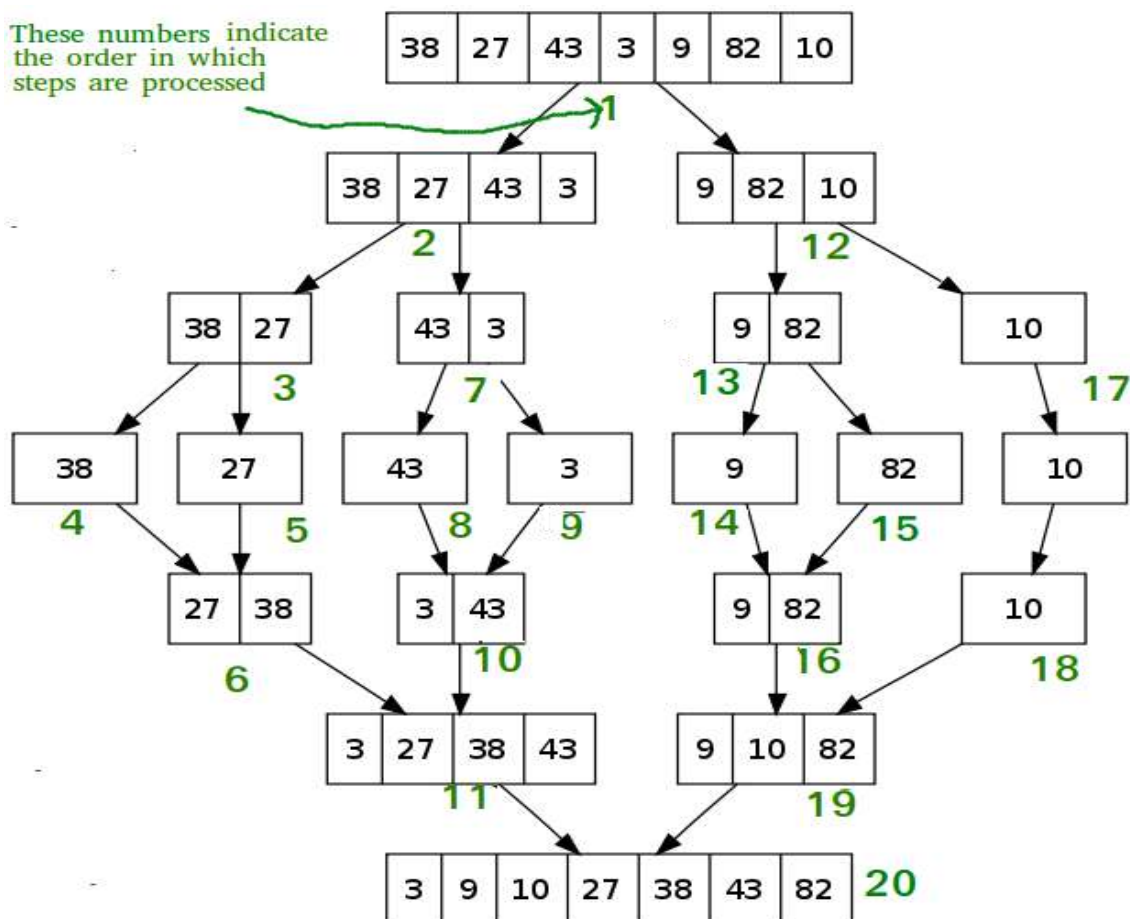 These numbers indicate
the order in which
steps are processed
38 27 43 3 9 82 10
1
38 27 43 3 9 82 10
2 12
38 27 43 3 9 82 10
3 7 13 17
38 27 43 3 9 82 10
4 5 8 9 14 15
27 38 3 43 9 82 10
6 10 16 18
3 27 38 43 9 10 82
11 19
3 9 10 27 38 43 82 20